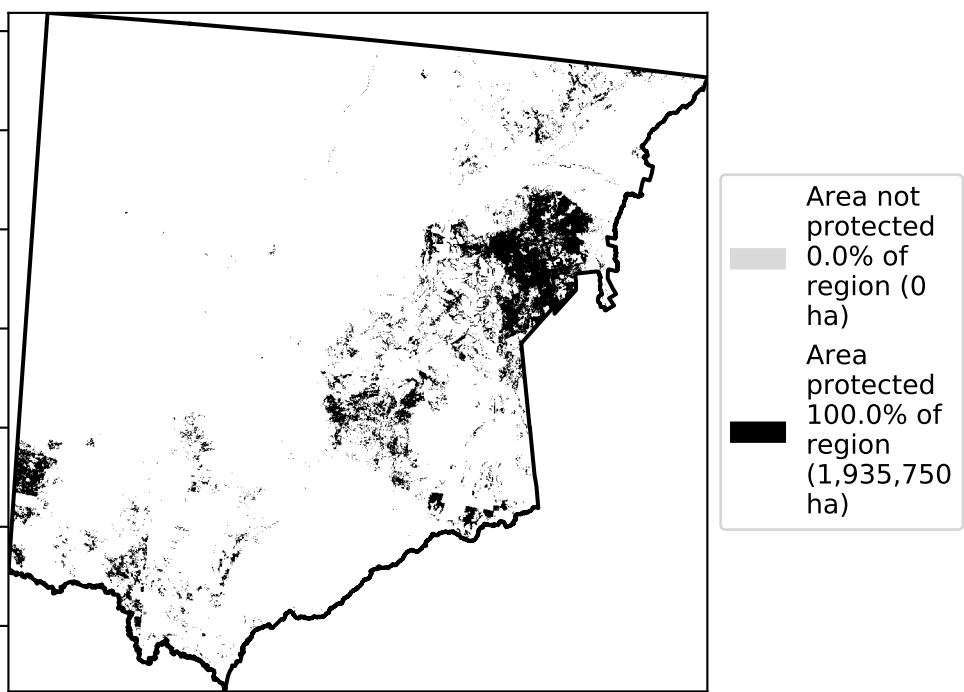 Area not
protected
0.0% of
region (0
ha)
Area
protected
100.0% of
region
(1,935,750
ha)